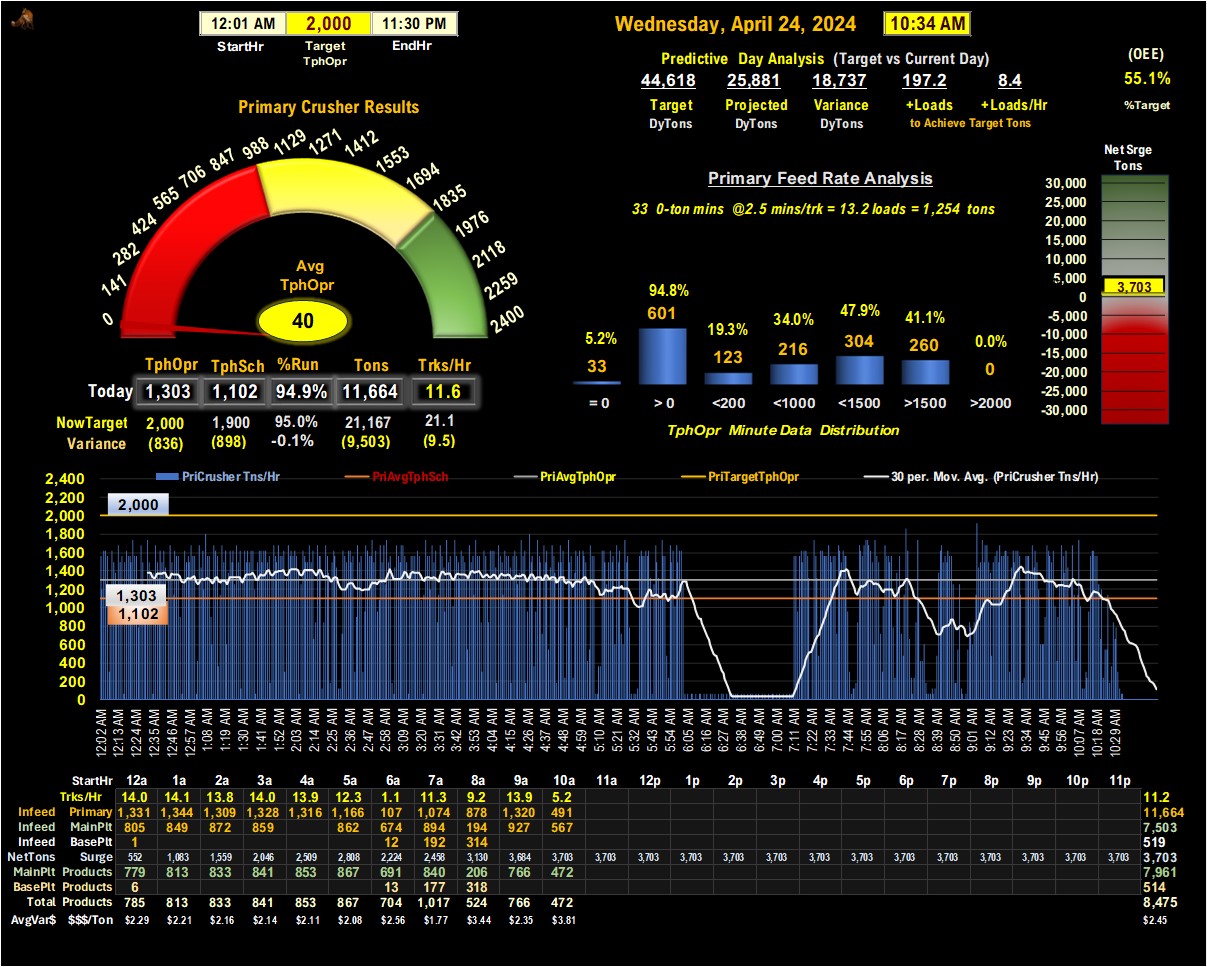 12:01 AM 2,000 11:30 PM
StartHr Target TphOpr EndHr
Wednesday, April 24, 2024 10:34 AM
Predictive Day Analysis (Target vs Current Day)
44,618 25,881 18,737 197.2 8.4
Target Projected Variance +Loads +Loads/Hr
DyTons DyTons DyTons to Achieve Target Tons
(OEE)
55.1%
%Target
Primary Crusher Results
0 141 282 424 565 706 847 988 1129 1271 1412 1553 1694 1835 1976 2118 2259 2400
Avg
TphOpr
40
TphOpr TphSch %Run Tons Trks/Hr
Today 1,303 1,102 94.9% 11,664 11.6
NowTarget 2,000 1,900 95.0% 21,167 21.1
Variance (836) (898) -0.1% (9,503) (9.5)
Primary Feed Rate Analysis
33 0-ton mins @2.5 mins/trk = 13.2 loads = 1,254 tons
5.2% 94.8% 19.3% 34.0% 47.9% 41.1% 0.0%
33 601 123 216 304 260 0
= 0 > 0 <200 <1000 <1500 >1500 >2000
TphOpr Minute Data Distribution
Net Srge
Tons
30,000
25,000
20,000
15,000
10,000
5,000
3,703
0
-5,000
-10,000
-15,000
-20,000
-25,000
-30,000
PriCrusher Tns/Hr PriAvgTphSch PriAvgTphOpr PriTargetTphOpr 30 per. Mov. Avg. (PriCrusher Tns/Hr)
2,400
2,200
2,000
1,800
1,600
1,400
1,200
1,000
800
600
400
200
0
2,000
1,303
1,102
12:02 AM 12:13 AM 12:24 AM 12:35 AM 12:46 AM 12:57 AM 1:08 AM 1:19 AM 1:30 AM 1:41 AM 1:52 AM 2:03 AM 2:14 AM 2:25 AM 2:36 AM 2:47 AM 2:58 AM 3:09 AM 3:20 AM 3:31 AM 3:42 AM 3:53 AM 4:04 AM 4:15 AM 4:26 AM 4:37 AM 4:48 AM 4:59 AM 5:10 AM 5:21 AM 5:32 AM 5:43 AM 5:54 AM 6:05 AM 6:16 AM 6:27 AM 6:38 AM 6:49 AM 7:00 AM 7:11 AM 7:22 AM 7:33 AM 7:44 AM 7:55 AM 8:06 AM 8:17 AM 8:28 AM 8:39 AM 8:50 AM 9:01 AM 9:12 AM 9:23 AM 9:34 AM 9:45 AM 9:56 AM 10:07 AM 10:18 AM 10:29 AM
StartHr 12a 1a 2a 3a 4a 5a 6a 7a 8a 9a 10a 11a 12p 1p 2p 3p 4p 5p 6p 7p 8p 9p 10p 11p
Trks/Hr 14.0 14.1 13.8 14.0 13.9 12.3 1.1 11.3 9.2 13.9 5.2 11.2
Infeed Primary 1,331 1,344 1,309 1,328 1,316 1,166 107 1,074 878 1,320 491 11,664
Infeed MainPlt 805 849 872 859 862 674 894 194 927 567 7,503
Infeed BasePlt 1 12 192 314 519
NetTons Surge 552 1,083 1,559 2,046 2,509 2,808 2,224 2,458 3,130 3,684 3,703 3,703 3,703 3,703 3,703 3,703 3,703 3,703 3,703 3,703 3,703 3,703 3,703 3,703 3,703
MainPlt Products 779 813 833 841 853 867 691 840 206 766 472 7,961
BasePlt Products 6 13 177 318 514
Total Products 785 813 833 841 853 867 704 1,017 524 766 472 8,475
AvgVar$ $$$/Ton $2.29 $2.21 $2.16 $2.14 $2.11 $2.08 $2.56 $1.77 $3.44 $2.35 $3.81 $2.45